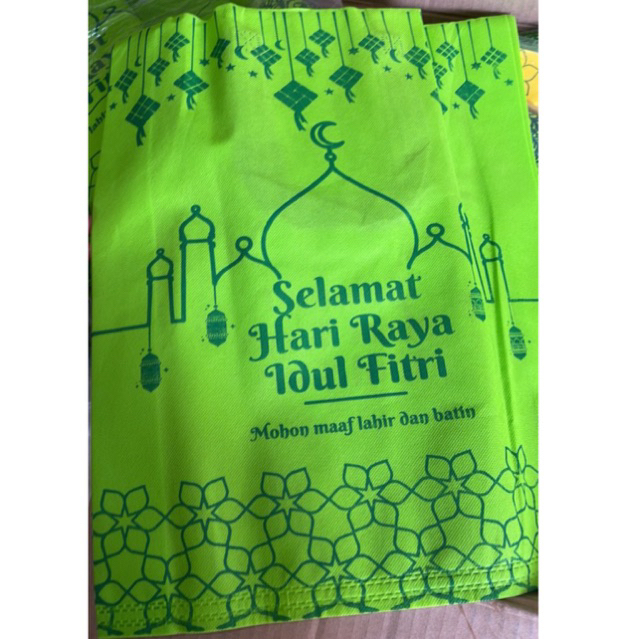 Selamat
Hari Raya
Idul Fitri
Mohon maaf lahir dan batin